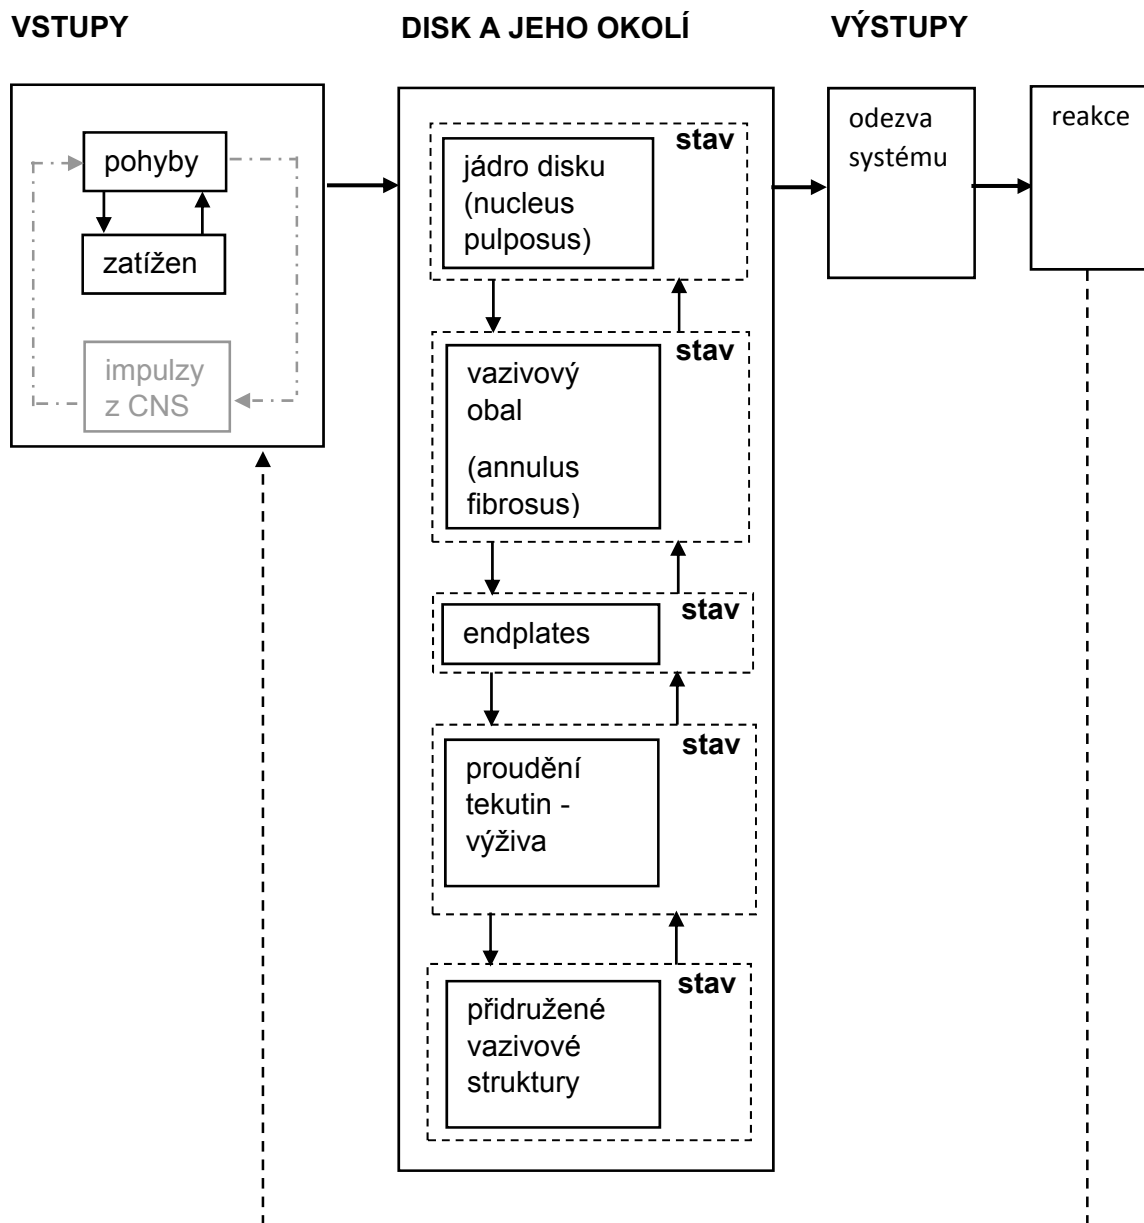 VSTUPY
DISK A JEHO OKOLÍ
VÝSTUPY
pohyby
zatížen
impulzy
z CNS
stav
jádro disku
(nucleus
pulposus)
stav
vazivový
obal
(annulus
fibrosus)
stav
endplates
stav
proudění
tekutin -
výživa
stav
přidružené
vazivové
struktury
odezva
systému
reakce